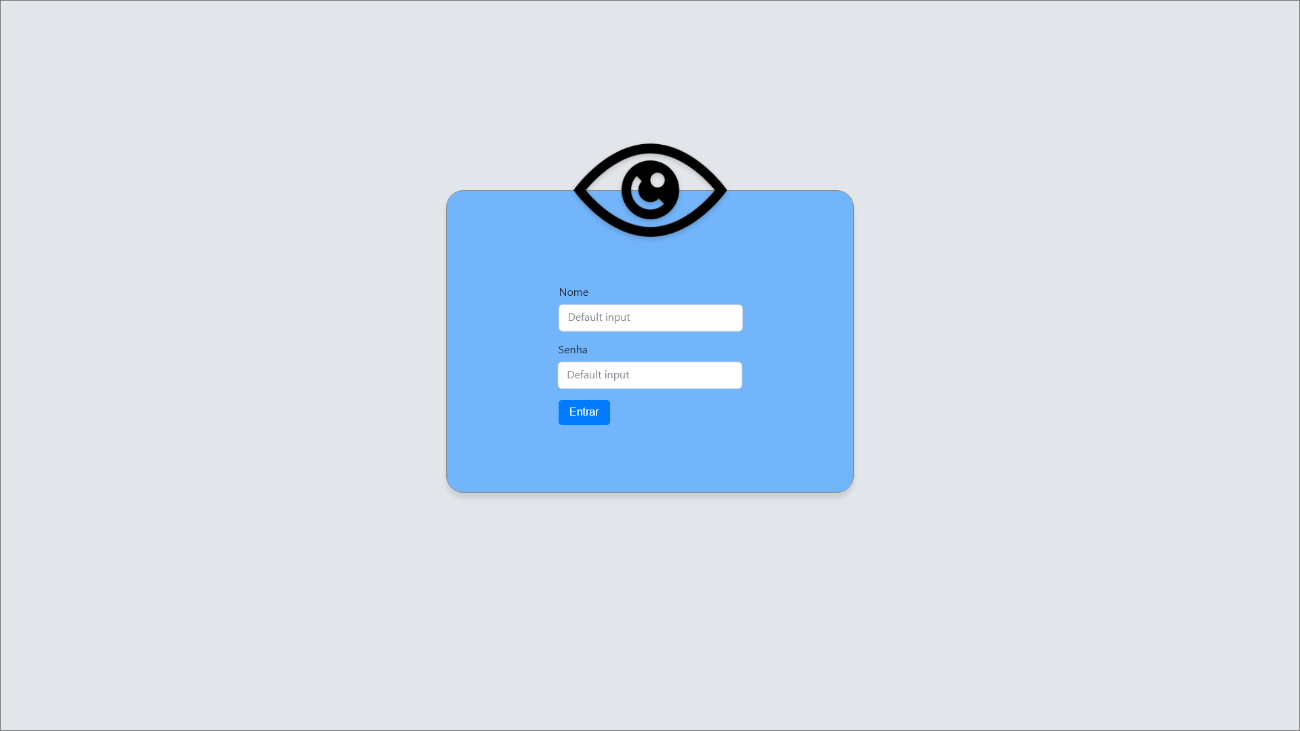 Nome
Default input
Senha
Default input
Entrar